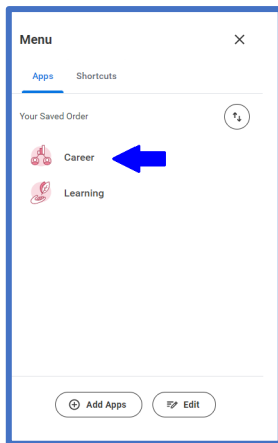 Menu
Apps Shortcuts
Your Saved Order
Career
Learning
Add Apps Edit